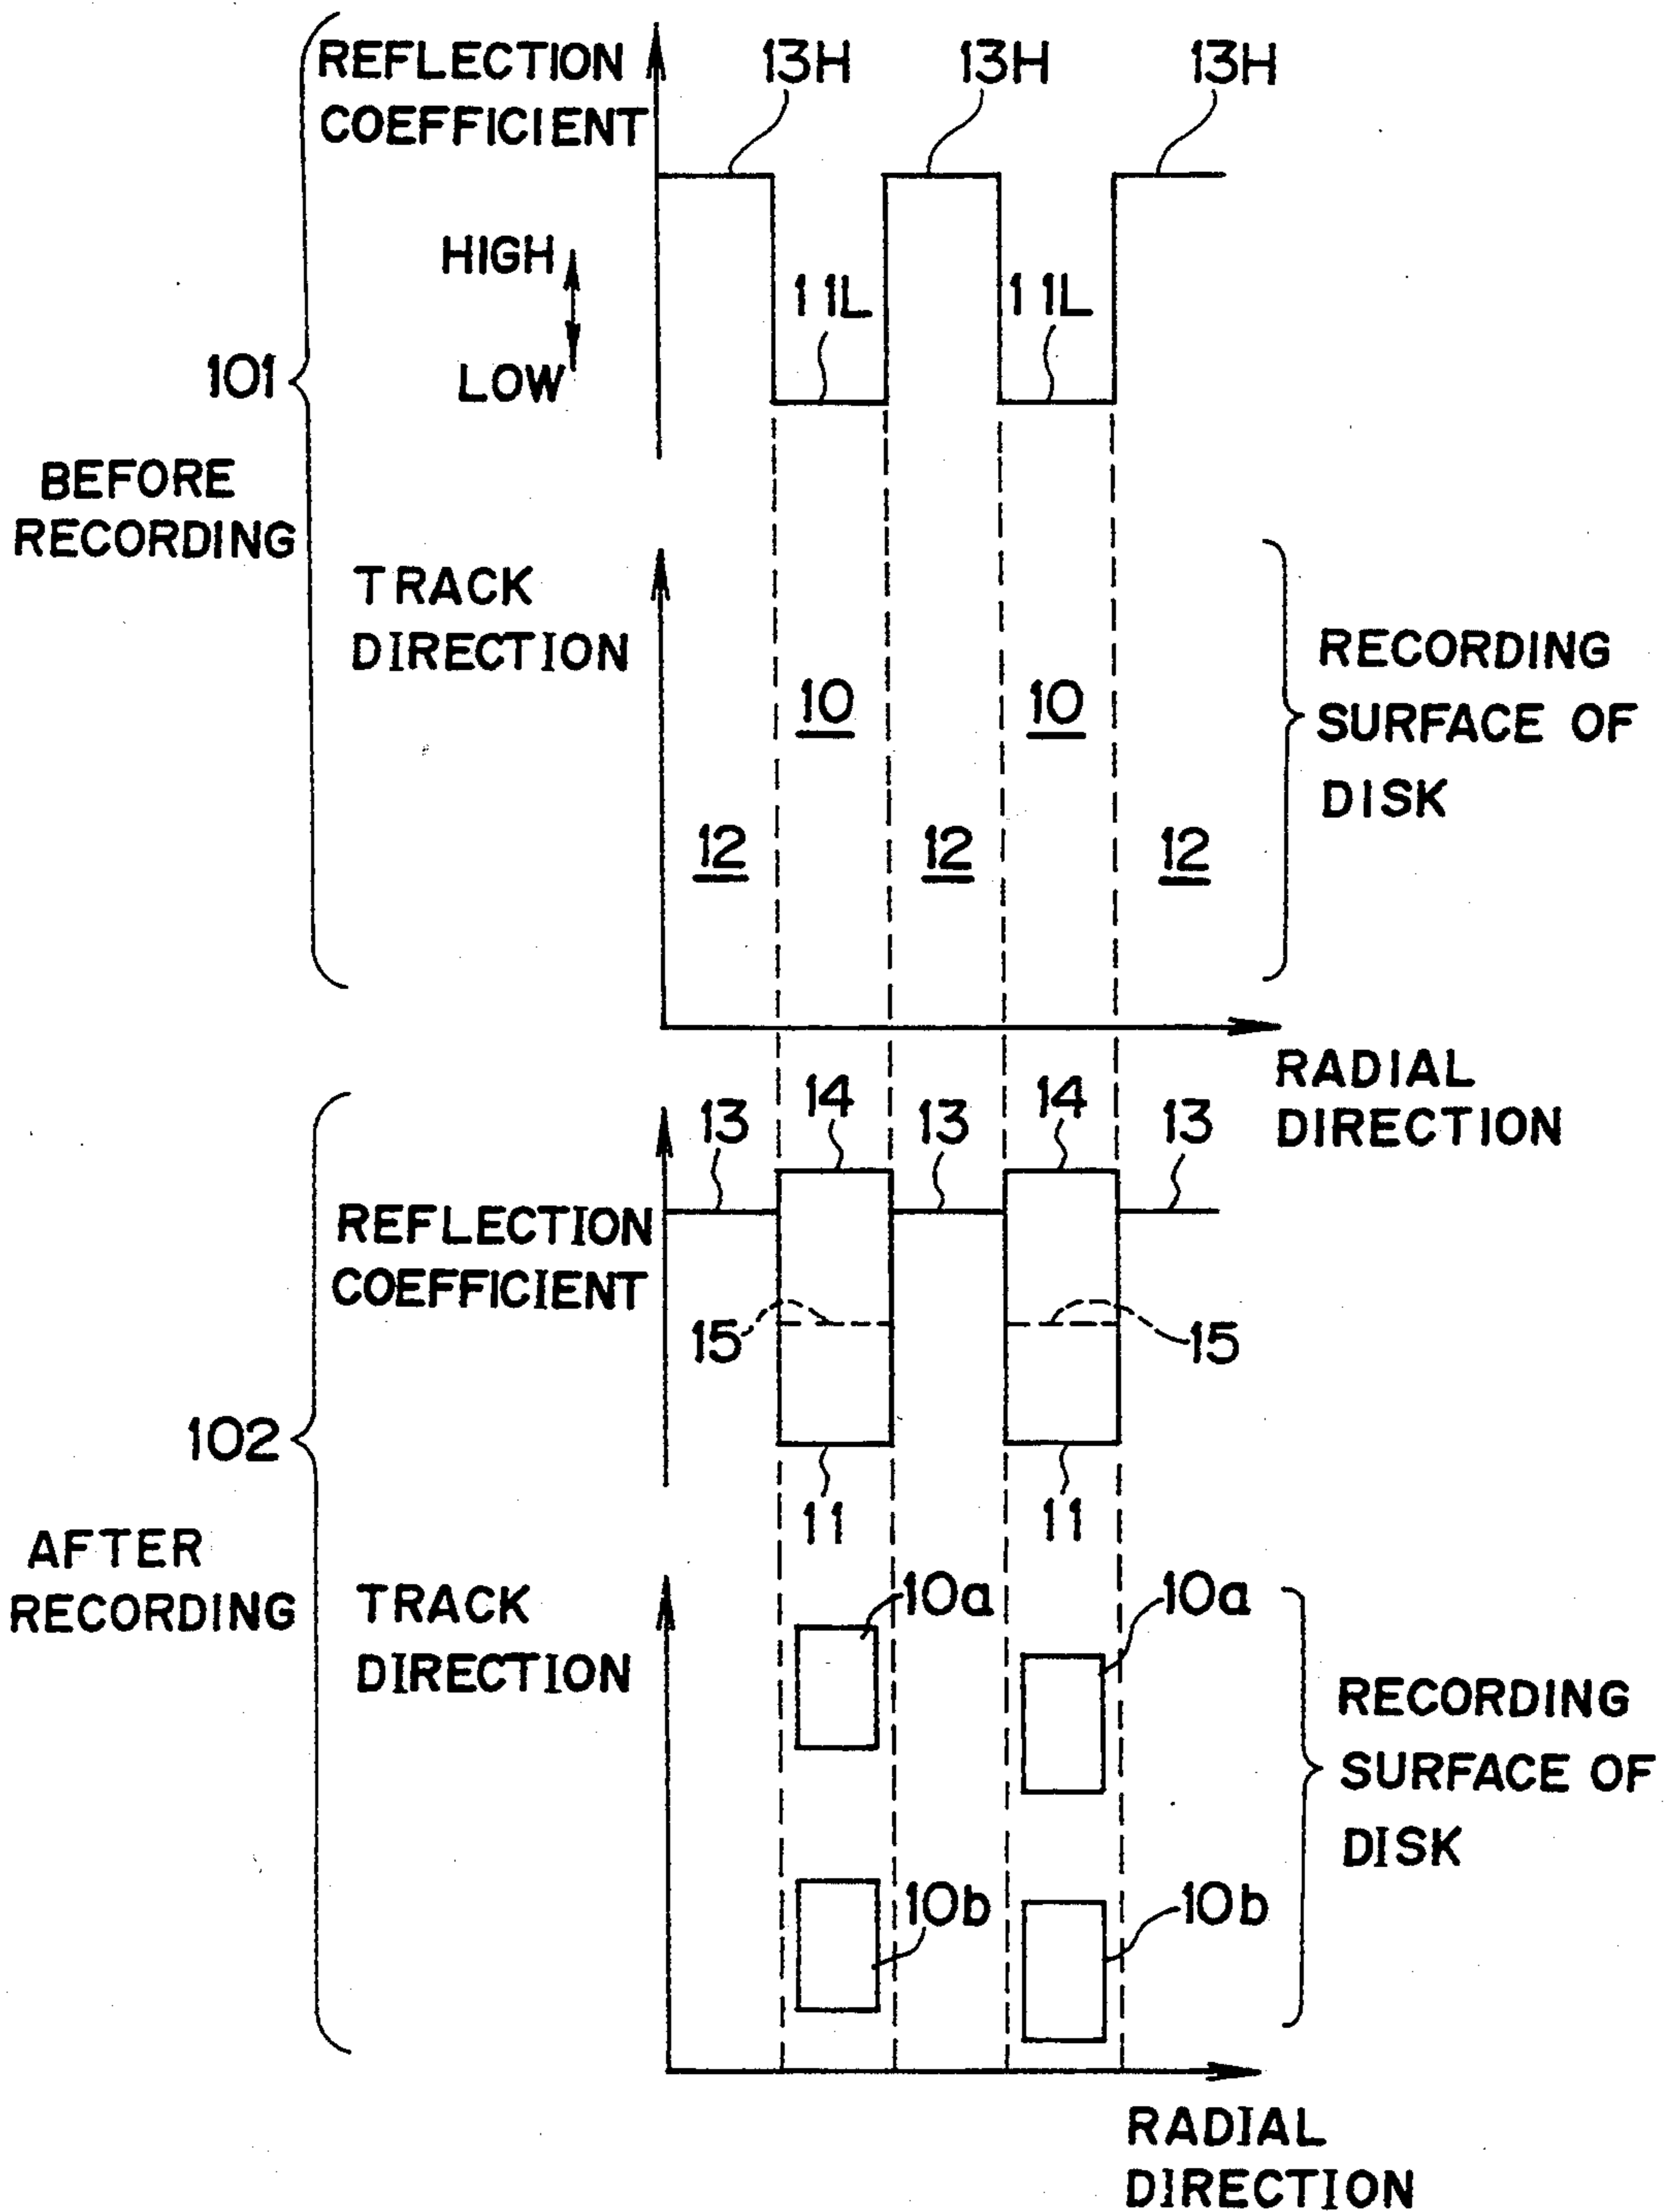 REFLECTION
COEFFICIENT
13H 13H 13H
HIGH
LOW
11L 11L
101
BEFORE
RECORDING
TRACK
DIRECTION
10 10
12 12 12
RECORDING
SURFACE OF
DISK
RADIAL
DIRECTION
13 14 13 14 13
REFLECTION
COEFFICIENT
15 15
102
11 11
AFTER
RECORDING
TRACK
DIRECTION
10a 10a
10b 10b
RECORDING
SURFACE OF
DISK
RADIAL
DIRECTION